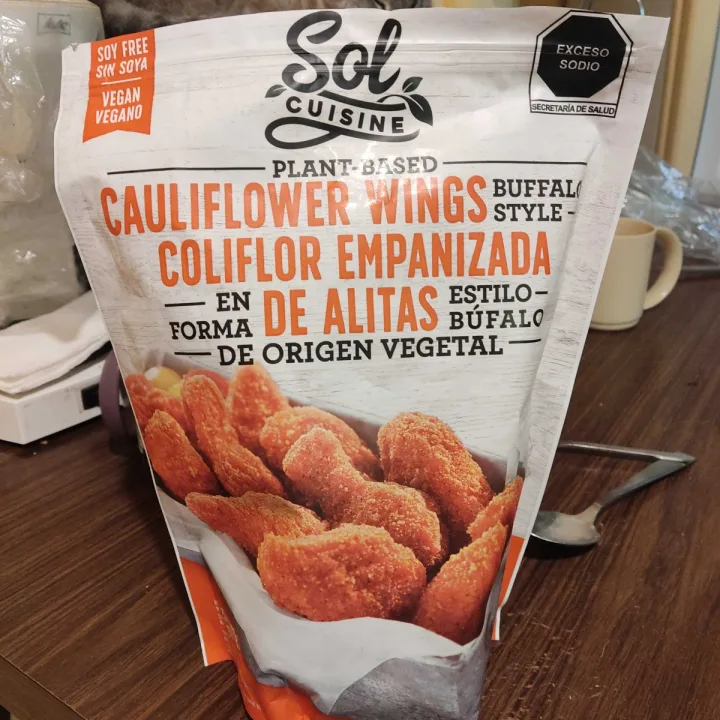 SOY FREE
SIN SOYA
VEGAN
VEGANO
Sol
CUISINE
EXCESO
SODIO
SECRETARÍA DE SALUD
PLANT-BASED
CAULIFLOWER WINGS BUFFALO
STYLE
COLIFLOR EMPANIZADA
EN FORMA DE ALITAS ESTILO BÚFALO
DE ORIGEN VEGETAL